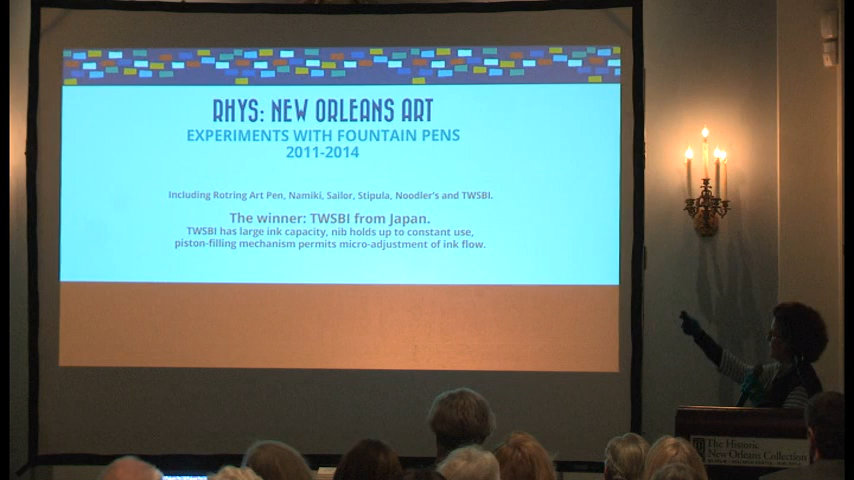 RHYS: NEW ORLEANS ART
EXPERIMENTS WITH FOUNTAIN PENS
2011-2014
Including Rotring Art Pen, Namiki, Sailor, Stipula, Noodler's and TWSBI.
The winner: TWSBI from Japan.
TWSBI has large ink capacity, nib holds up to constant use,
piston-filling mechanism permits micro-adjustment of ink flow.
The Historic
New Orleans Collection